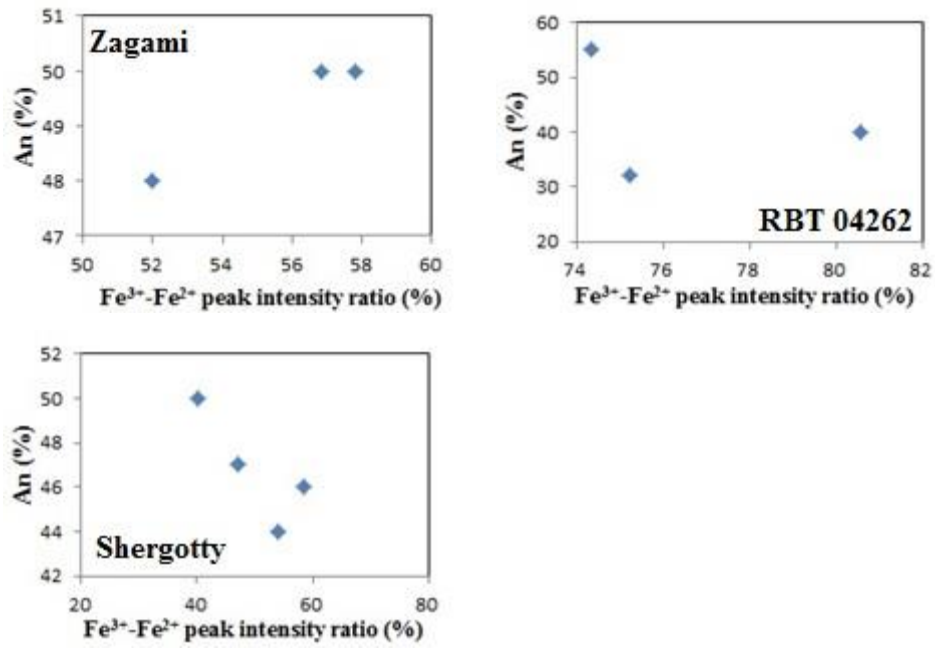 Zagami
An (%)
51
50
49
48
47
50 52 54 56 58 60
Fe³⁺-Fe²⁺ peak intensity ratio (%)
RBT 04262
An (%)
60
50
40
30
20
74 76 78 80 82
Fe³⁺-Fe²⁺ peak intensity ratio (%)
Shergotty
An (%)
52
50
48
46
44
42
20 40 60 80
Fe³⁺-Fe²⁺ peak intensity ratio (%)